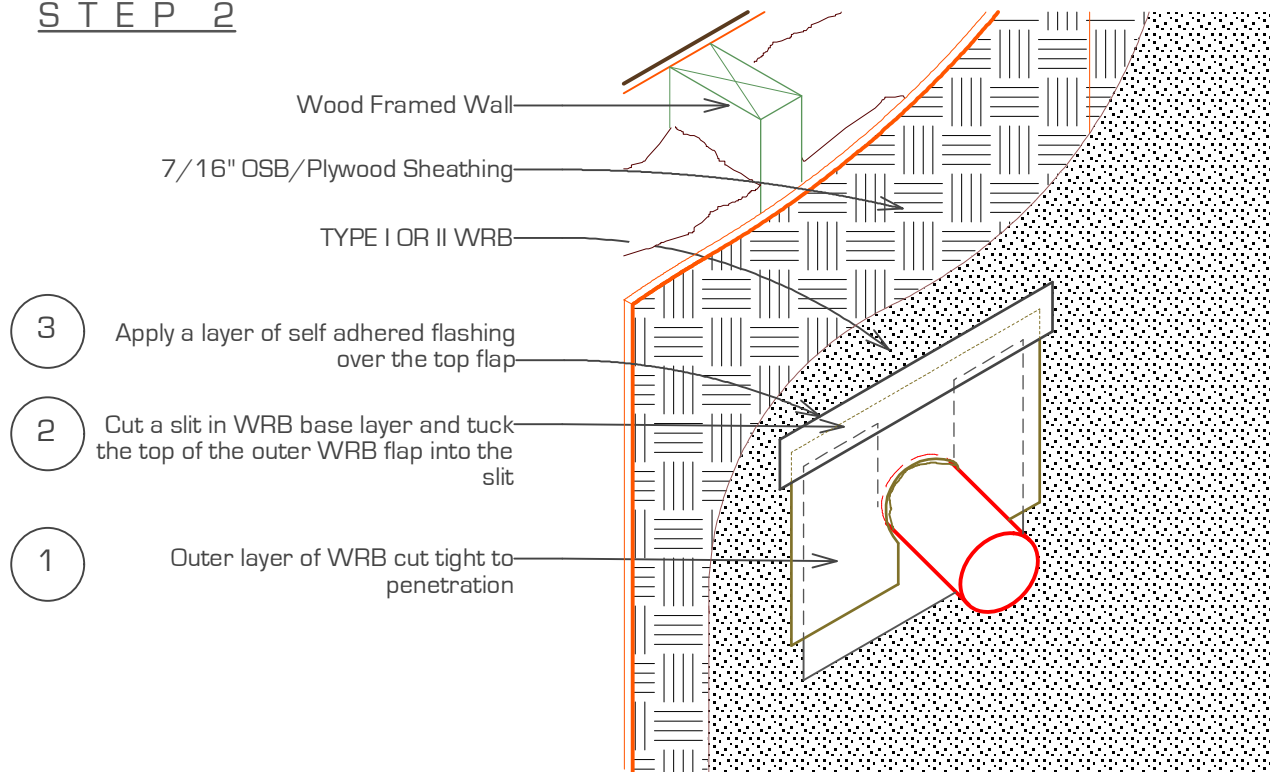 STEP 2
Wood Framed Wall
7/16" OSB/Plywood Sheathing
TYPE I OR II WRB
3
Apply a layer of self adhered flashing
over the top flap
2
Cut a slit in WRB base layer and tuck
the top of the outer WRB flap into the
slit
1
Outer layer of WRB cut tight to
penetration